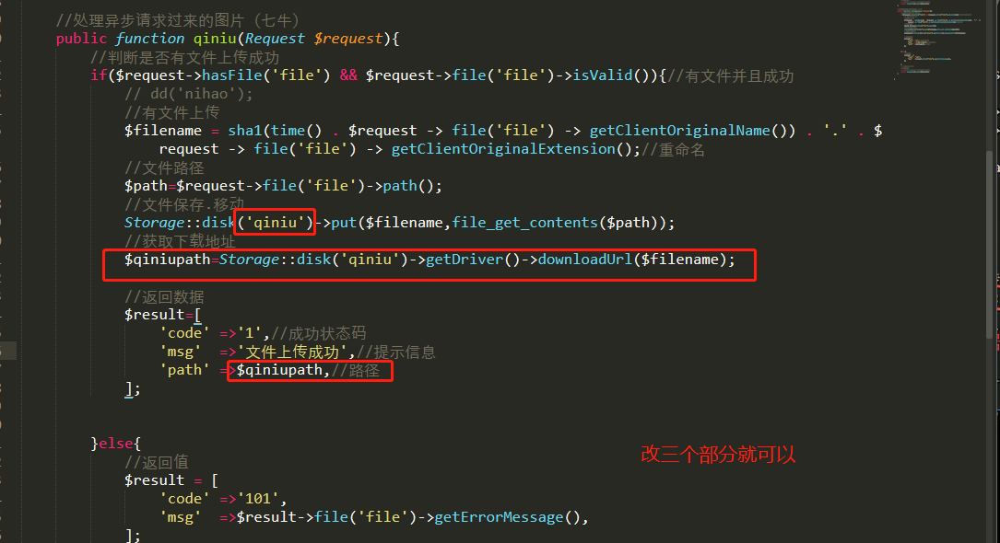 //处理异步请求过来的图片（七牛）
public function qiniu(Request $request){
//判断是否有文件上传成功
if($request->hasFile('file') && $request->file('file')->isValid()){//有文件并且成功
// dd('nihao');
//有文件上传
$filename = sha1(time() . $request -> file('file') -> getClientOriginalName()) . '.' . $
request -> file('file') -> getClientOriginalExtension();//重命名
//文件路径
$path=$request->file('file')->path();
//文件保存.移动
Storage::disk('qiniu')->put($filename,file_get_contents($path));
//获取下载地址
$qiniupath=Storage::disk('qiniu')->getDriver()->downloadUrl($filename);
//返回数据
$result=[
'code' =>'1',//成功状态码
'msg' =>'文件上传成功',//提示信息
'path' =>$qiniupath,//路径
];
}else{
//返回值
改三个部分就可以
$result = [
'code' =>'101',
'msg' =>$result->file('file')->getErrorMessage(),
];